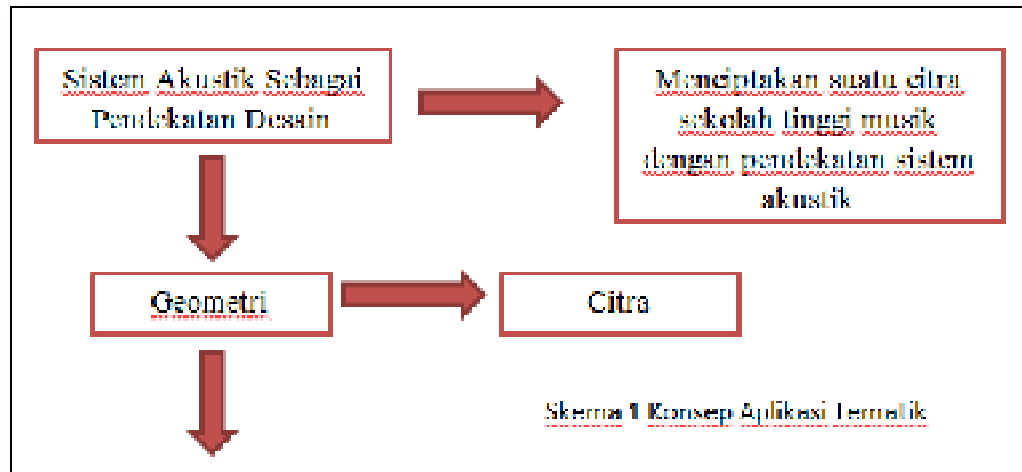 Sistem Akustik Sebagai
Pendekatan Desain
Menciptakan suatu citra
sekolah tinggi musik
dengan pendekatan sistem
akustik
Geometri
Citra
Skema 1 Konsep Aplikasi Tematik